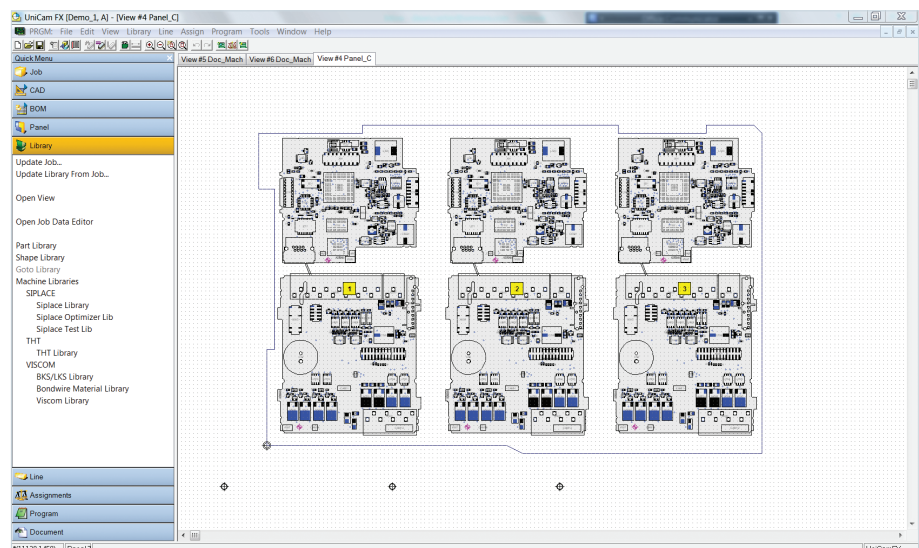 UniCam FX [Demo_1, A] - [View #4 Panel_C]
PRGM: File Edit View Library Line Assign Program Tools Window Help
Quick Menu
View #5 Doc_Mach View #6 Doc_Mach View #4 Panel_C
Job
CAD
BOM
Panel
Library
Update Job...
Update Library From Job...
Open View
Open Job Data Editor
Part Library
Shape Library
Goto Library
Machine Libraries
SIPLACE
Siplace Library
Siplace Optimizer Lib
Siplace Test Lib
THT
THT Library
VISCOM
BKS/LKS Library
Bondwire Material Library
Viscom Library
1 2 3
Line
Assignments
Program
Document